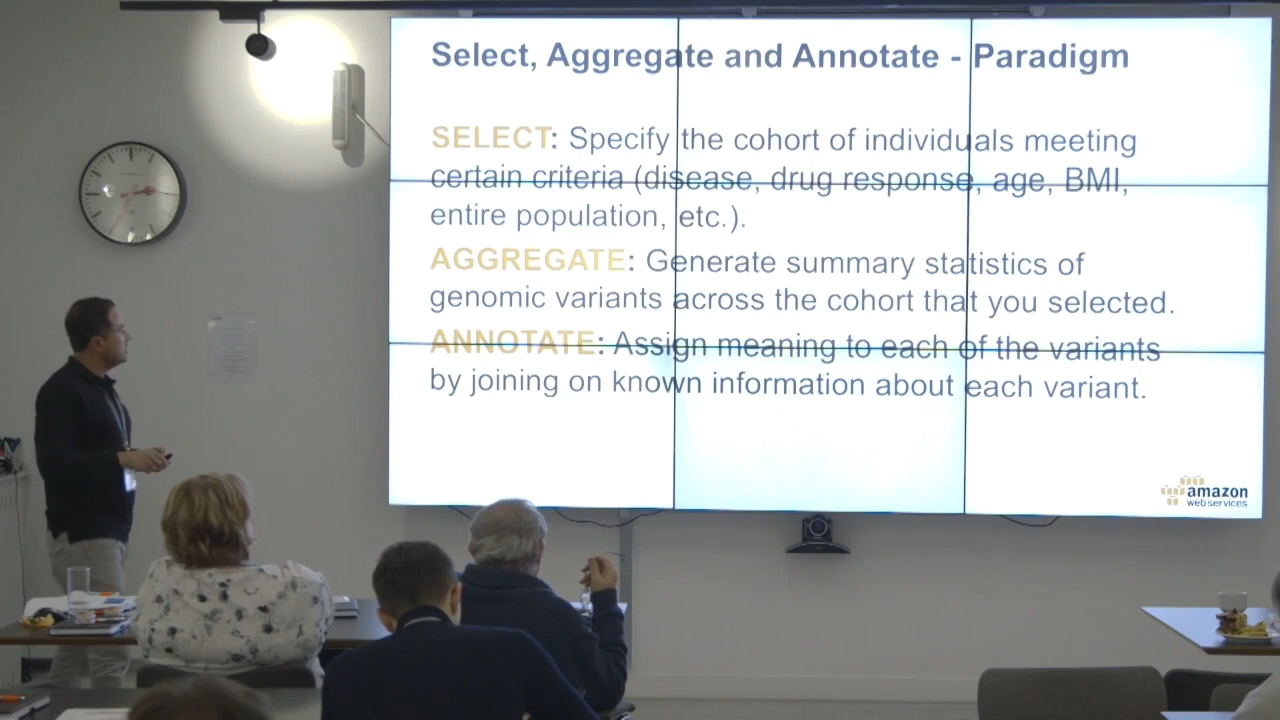 Select, Aggregate and Annotate - Paradigm
SELECT: Specify the cohort of individuals meeting
certain criteria (disease, drug response, age, BMI,
entire population, etc.).
AGGREGATE: Generate summary statistics of
genomic variants across the cohort that you selected.
ANNOTATE: Assign meaning to each of the variants
by joining on known information about each variant.
amazon
web services